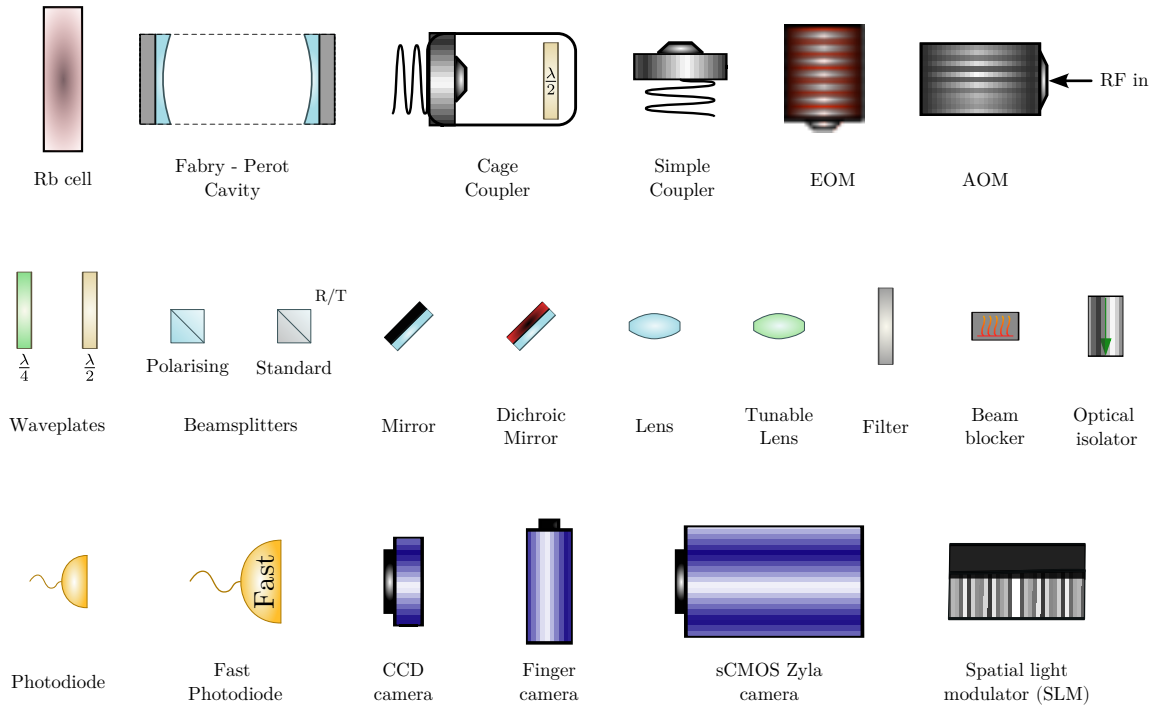 λ/2
RF in
Rb cell
Fabry - Perot
Cavity
Cage
Coupler
Simple
Coupler
EOM
AOM
R/T
λ/4
λ/2
Polarising
Standard
Waveplates
Beamsplitters
Mirror
Dichroic
Mirror
Lens
Tunable
Lens
Filter
Beam
blocker
Optical
isolator
Fast
Photodiode
Fast
Photodiode
CCD
camera
Finger
camera
sCMOS Zyla
camera
Spatial light
modulator (SLM)